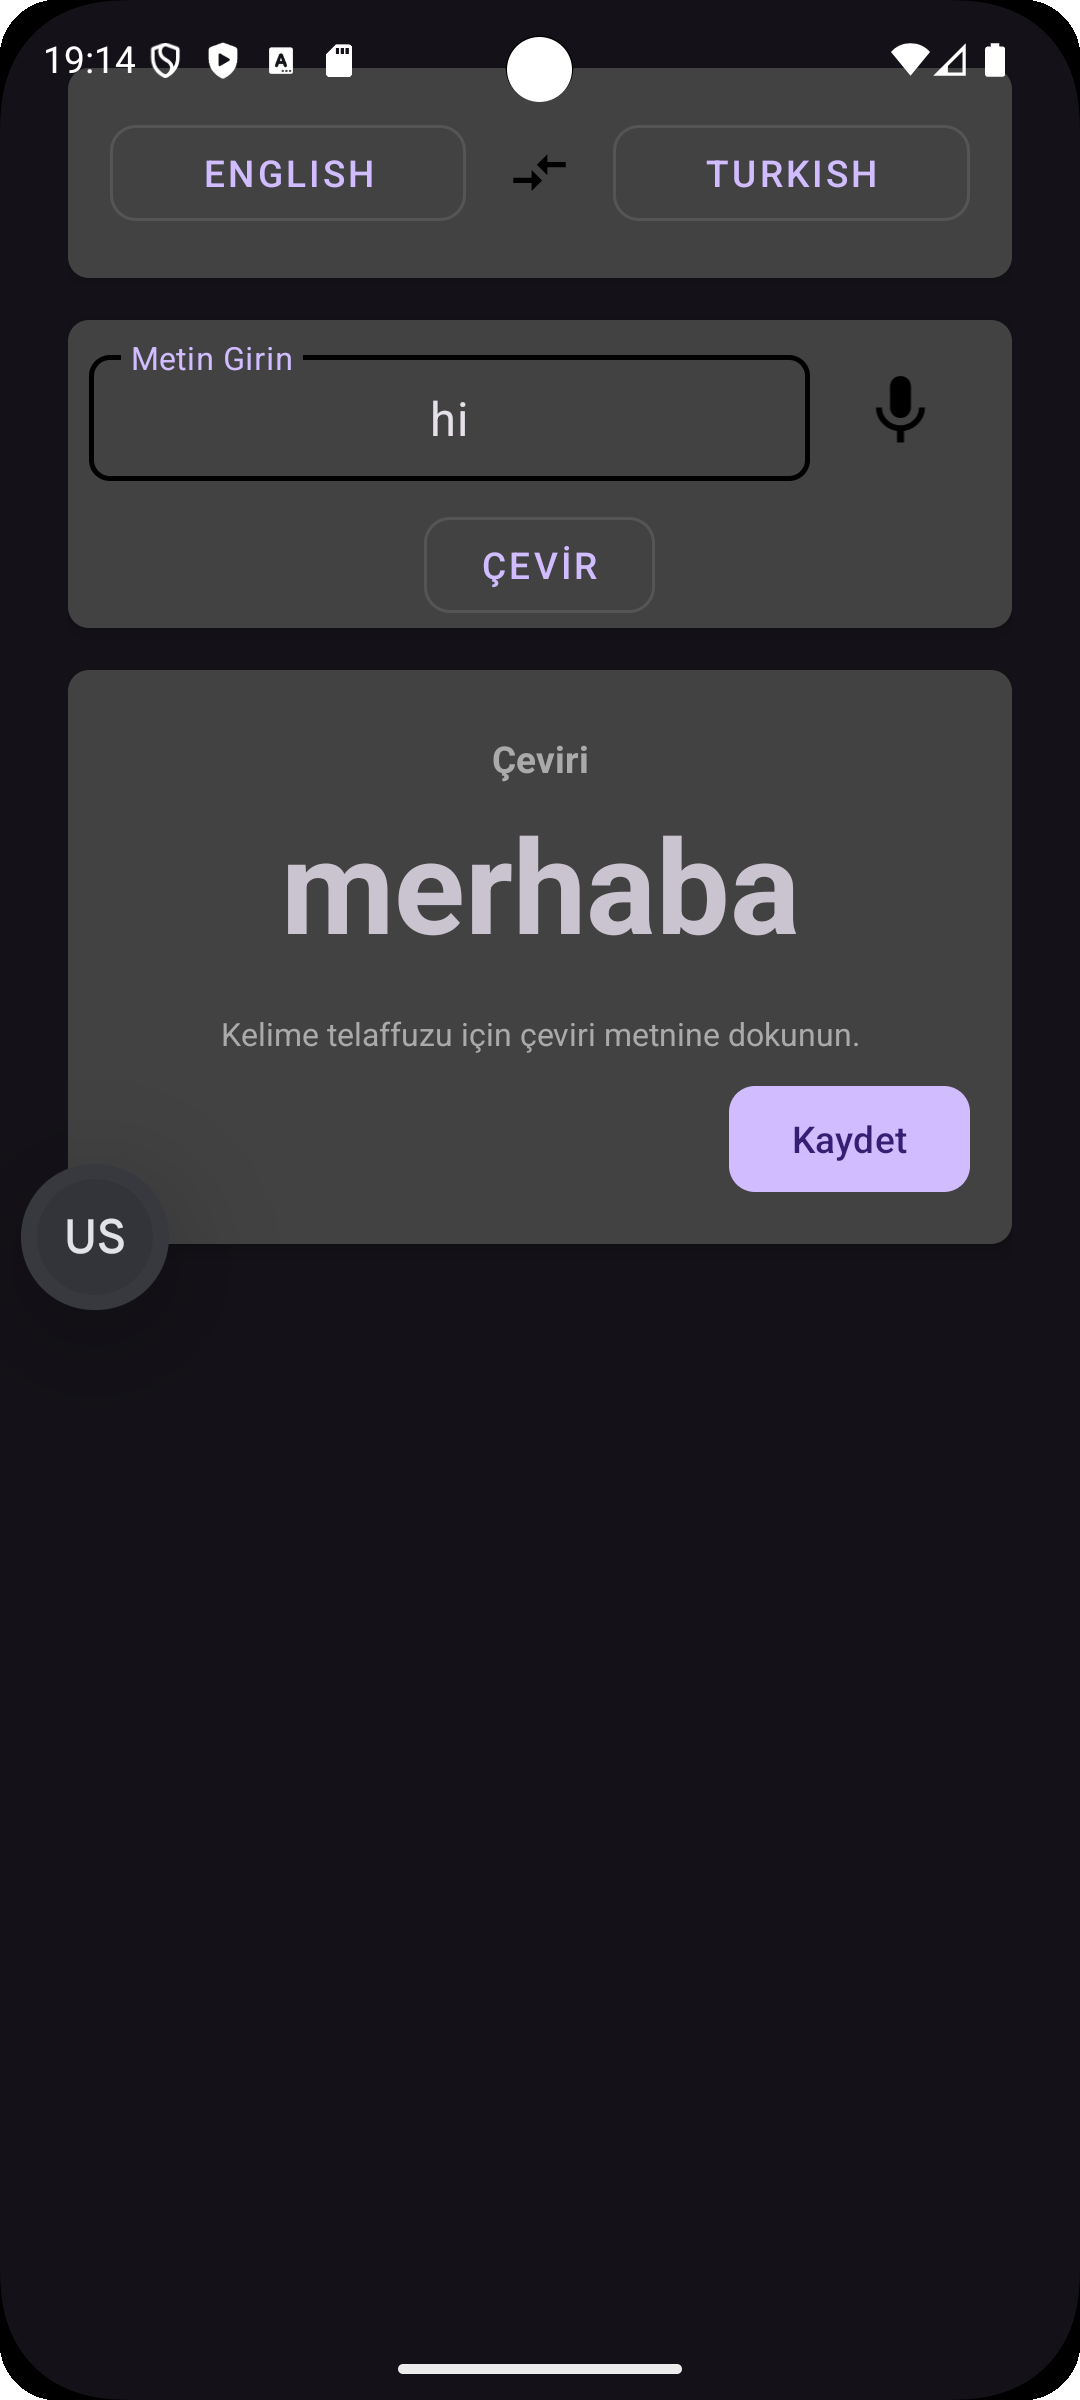 19:14
ENGLISH TURKISH
Metin Girin
hi
ÇEVİR
Çeviri
merhaba
Kelime telaffuzu için çeviri metnine dokunun.
Kaydet
US